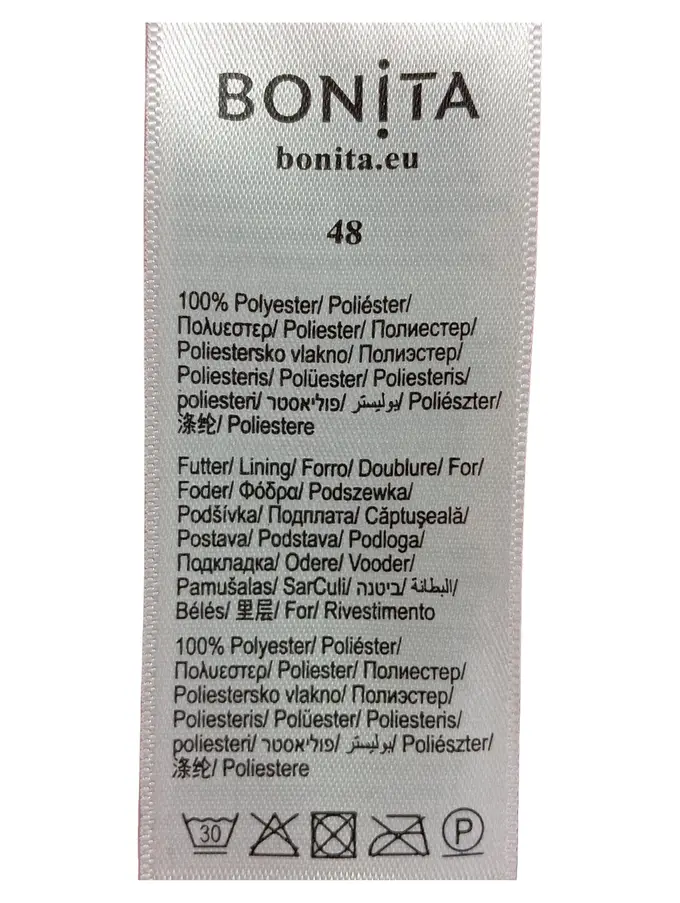 BONiTA
bonita.eu
48
100% Polyester/ Poliéster/
Πολυεστερ/ Poliester/ Полиестер/
Poliestersko vlakno/ Полиэстер/
Poliesteris/ Polüester/ Poliesteris/
poliesteri/ פוליאסטר/ بوليستر/ Poliészter/
涤纶/ Poliestere
Futter/ Lining/ Forro/ Doublure/ For/
Foder/ Φόδρα/ Podszewka/
Podšívka/ Подплата/ Căptuşeală/
Postava/ Podstava/ Podloga/
Подкладка/ Odere/ Vooder/
Pamušalas/ SarCuli/ ביטנה/ البطانة/
Bélés/ 里层/ For/ Rivestimento
100% Polyester/ Poliéster/
Πολυεστερ/ Poliester/ Полиестер/
Poliestersko vlakno/ Полиэстер/
Poliesteris/ Polüester/ Poliesteris/
poliesteri/ פוליאסטר/ بوليستر/ Poliészter/
涤纶/ Poliestere
30 P